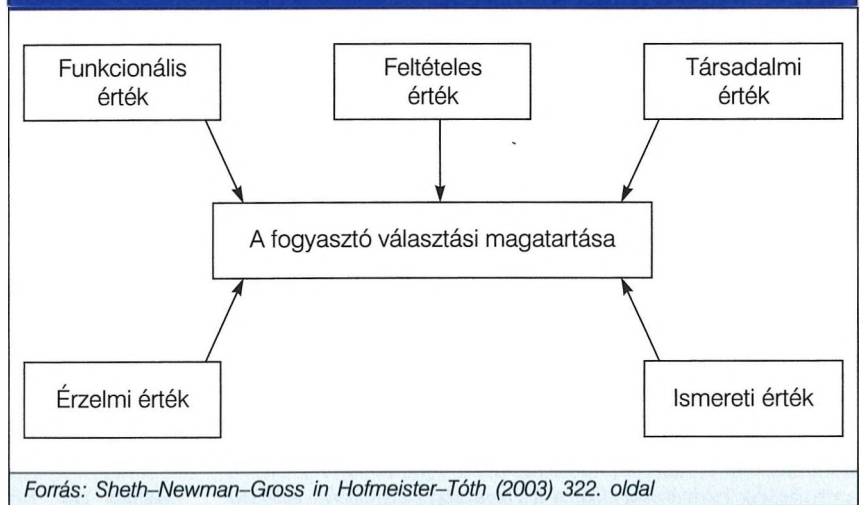 Funkcionális
érték
Feltételes
érték
Társadalmi
érték
A fogyasztó választási magatartása
Érzelmi érték
Ismereti érték
Forrás: Sheth–Newman–Gross in Hofmeister–Tóth (2003) 322. oldal